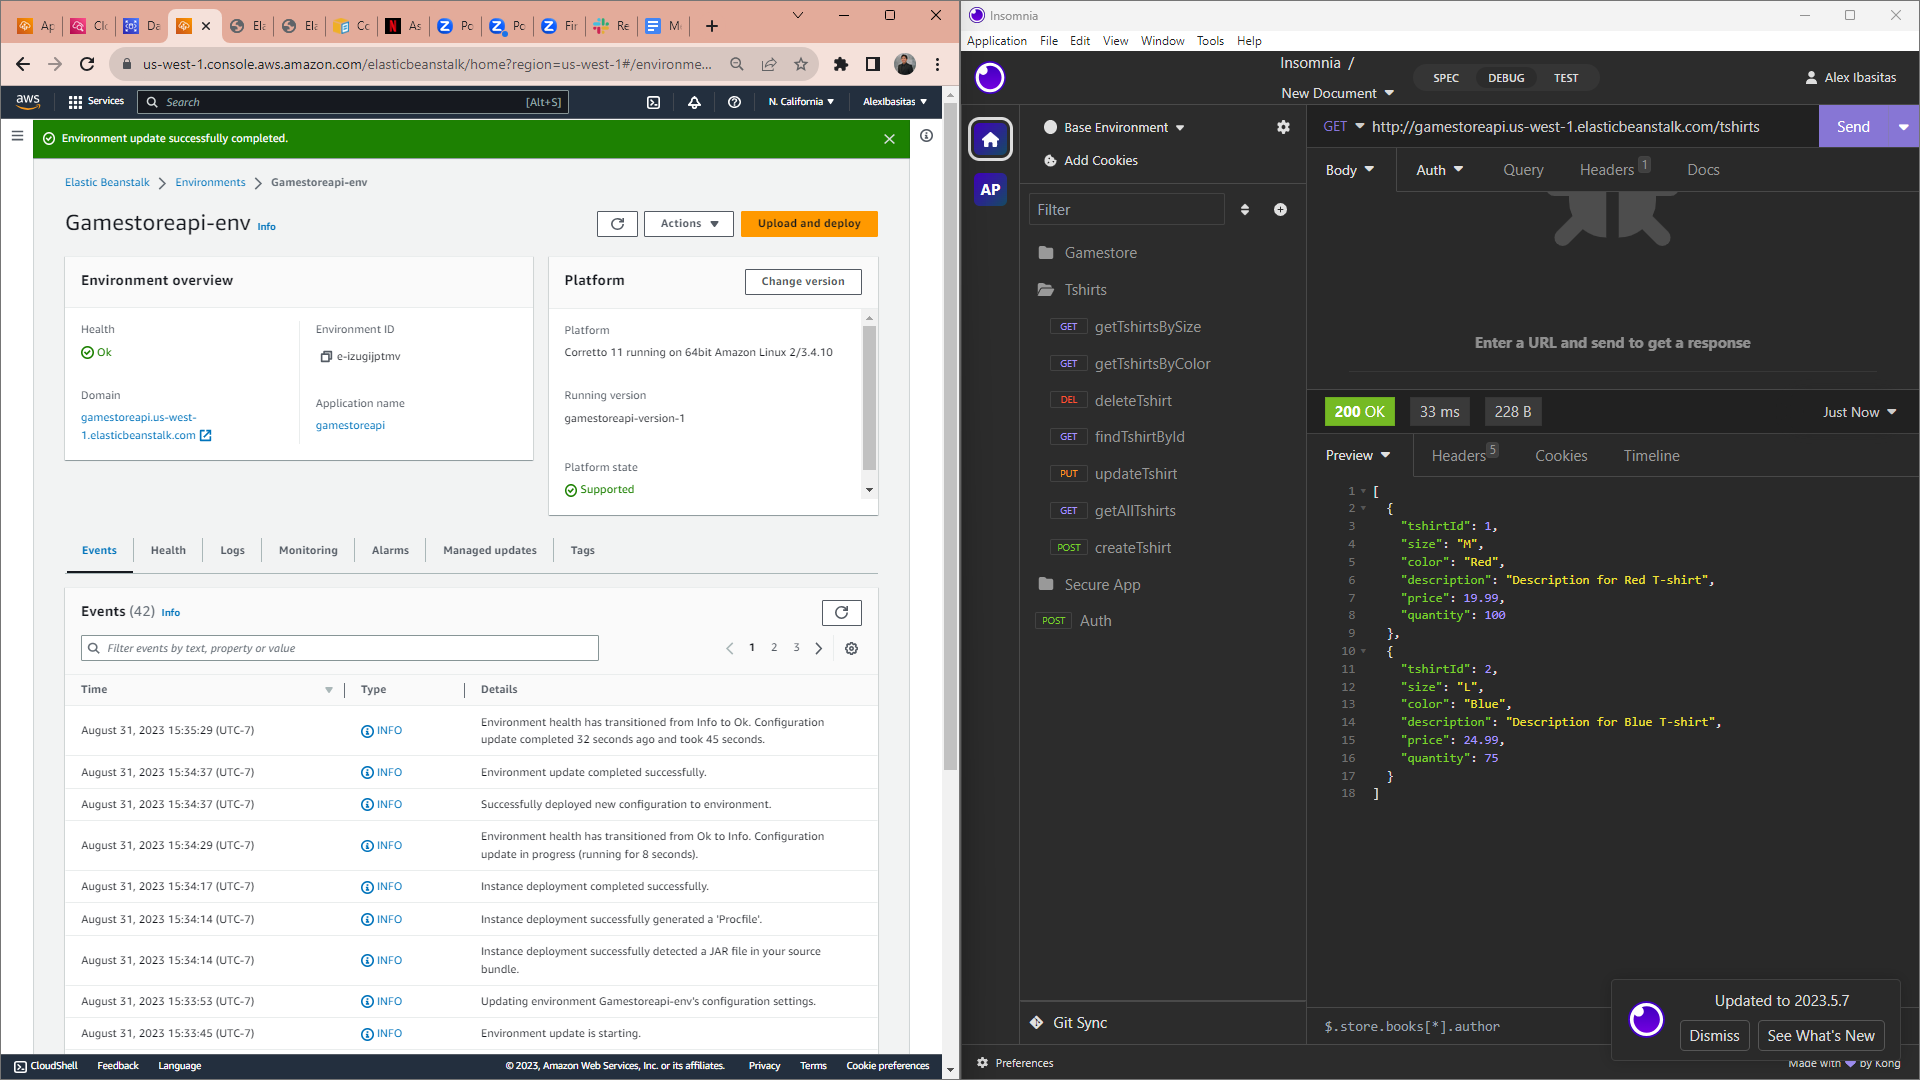 Ap
Clo
Da
Ela
Ela
Co
As
Po
Po
Fir
Re
Me
us-west-1.console.aws.amazon.com/elasticbeanstalk/home?region=us-west-1#/environme...
aws
Services
Search
[Alt+S]
N. California
AlexIbasitas
Environment update successfully completed.
Elastic Beanstalk
Environments
Gamestoreapi-env
Gamestoreapi-env Info
Actions
Upload and deploy
Environment overview
Health
Ok
Environment ID
e-izugijptmv
Domain
gamestoreapi.us-west-
1.elasticbeanstalk.com
Application name
gamestoreapi
Platform
Change version
Platform
Corretto 11 running on 64bit Amazon Linux 2/3.4.10
Running version
gamestoreapi-version-1
Platform state
Supported
Events
Health
Logs
Monitoring
Alarms
Managed updates
Tags
Events (42) Info
Filter events by text, property or value
1 2 3
Time
Type
Details
August 31, 2023 15:35:29 (UTC-7)
INFO
Environment health has transitioned from Info to Ok. Configuration
update completed 32 seconds ago and took 45 seconds.
August 31, 2023 15:34:37 (UTC-7)
INFO
Environment update completed successfully.
August 31, 2023 15:34:37 (UTC-7)
INFO
Successfully deployed new configuration to environment.
August 31, 2023 15:34:29 (UTC-7)
INFO
Environment health has transitioned from Ok to Info. Configuration
update in progress (running for 8 seconds).
August 31, 2023 15:34:17 (UTC-7)
INFO
Instance deployment completed successfully.
August 31, 2023 15:34:14 (UTC-7)
INFO
Instance deployment successfully generated a 'Procfile'.
August 31, 2023 15:34:14 (UTC-7)
INFO
Instance deployment successfully detected a JAR file in your source
bundle.
August 31, 2023 15:33:53 (UTC-7)
INFO
Updating environment Gamestoreapi-env's configuration settings.
August 31, 2023 15:33:45 (UTC-7)
INFO
Environment update is starting.
CloudShell
Feedback
Language
© 2023, Amazon Web Services, Inc. or its affiliates.
Privacy
Terms
Cookie preferences
Insomnia
Application File Edit View Window Tools Help
Insomnia /
New Document
SPEC
DEBUG
TEST
Alex Ibasitas
AP
Base Environment
Add Cookies
Filter
Gamestore
Tshirts
GET getTshirtsBySize
GET getTshirtsByColor
DEL deleteTshirt
GET findTshirtById
PUT updateTshirt
GET getAllTshirts
POST createTshirt
Secure App
POST Auth
Git Sync
Preferences
GET
http://gamestoreapi.us-west-1.elasticbeanstalk.com/tshirts
Send
Body
Auth
Query
Headers 1
Docs
Enter a URL and send to get a response
200 OK
33 ms
228 B
Just Now
Preview
Headers 5
Cookies
Timeline
1 [
2 {
3 "tshirtId": 1,
4 "size": "M",
5 "color": "Red",
6 "description": "Description for Red T-shirt",
7 "price": 19.99,
8 "quantity": 100
9 },
10 {
11 "tshirtId": 2,
12 "size": "L",
13 "color": "Blue",
14 "description": "Description for Blue T-shirt",
15 "price": 24.99,
16 "quantity": 75
17 }
18 ]
$.store.books[*].author
Updated to 2023.5.7
Dismiss
See What's New
Made with
by Kong